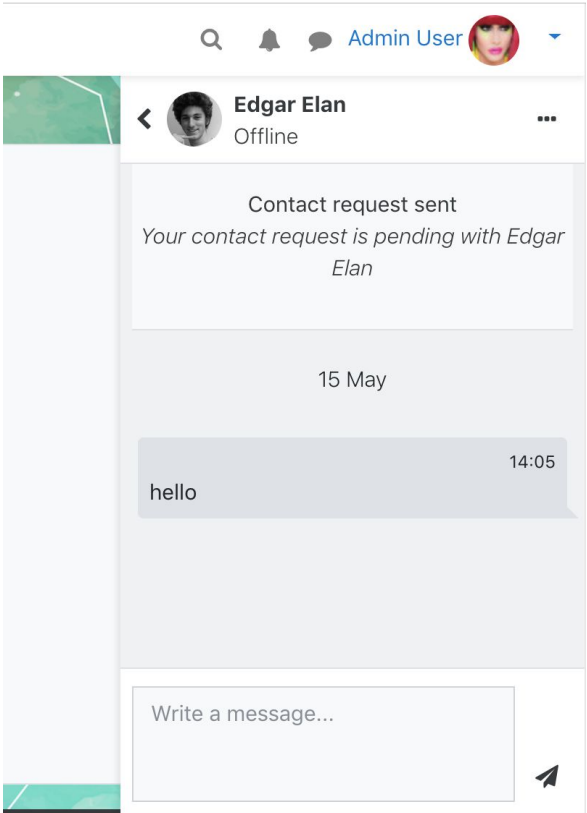 Admin User
Edgar Elan
Offline
Contact request sent
Your contact request is pending with Edgar
Elan
15 May
14:05
hello
Write a message...